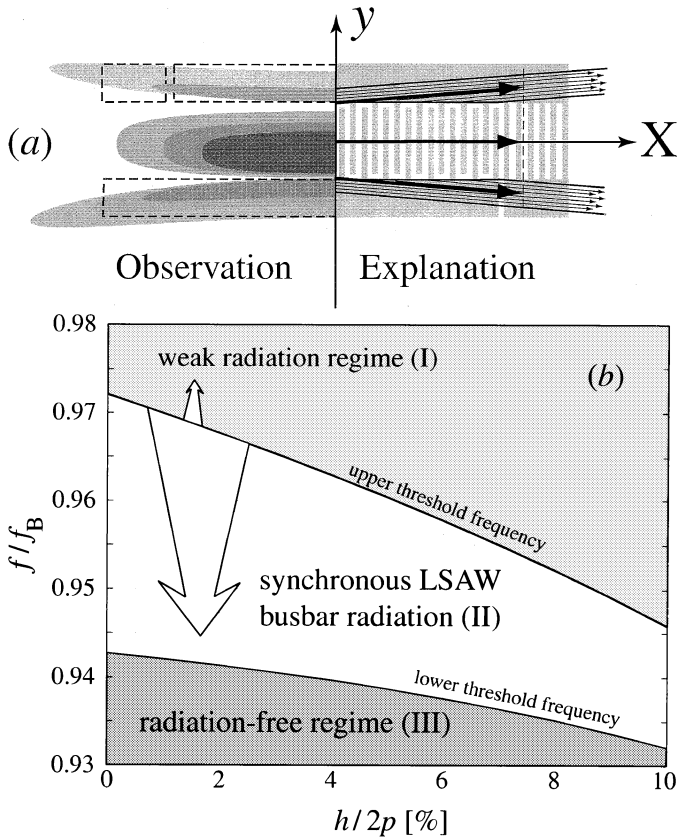 y
(a)
X
Observation
Explanation
0.98
weak radiation regime (I)
(b)
0.97
upper threshold frequency
0.96
f/fB
0.95
synchronous LSAW
busbar radiation (II)
0.94
lower threshold frequency
radiation-free regime (III)
0.93
0
2
4
6
8
10
h/2p [%]